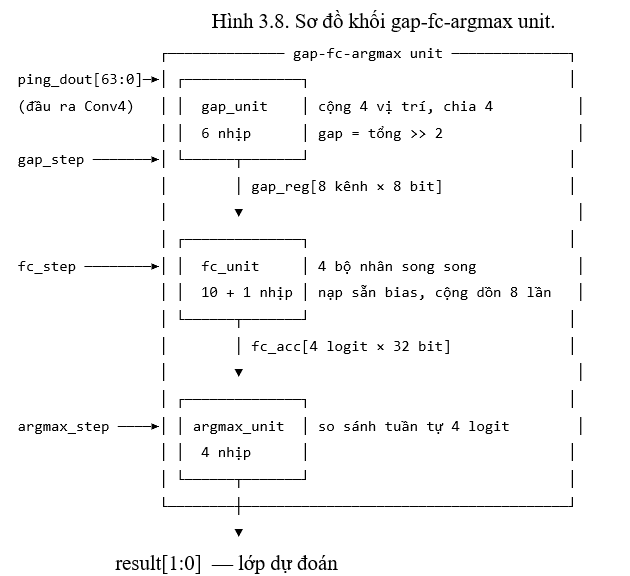 Hình 3.8. Sơ đồ khối gap-fc-argmax unit.
gap-fc-argmax unit
ping_dout[63:0]
(đầu ra Conv4) gap_unit cộng 4 vị trí, chia 4
6 nhịp gap = tổng >> 2
gap_step
gap_reg[8 kênh × 8 bit]
fc_step fc_unit 4 bộ nhân song song
10 + 1 nhịp nạp sẵn bias, cộng dồn 8 lần
fc_acc[4 logit × 32 bit]
argmax_step argmax_unit so sánh tuần tự 4 logit
4 nhịp
result[1:0] — lớp dự đoán